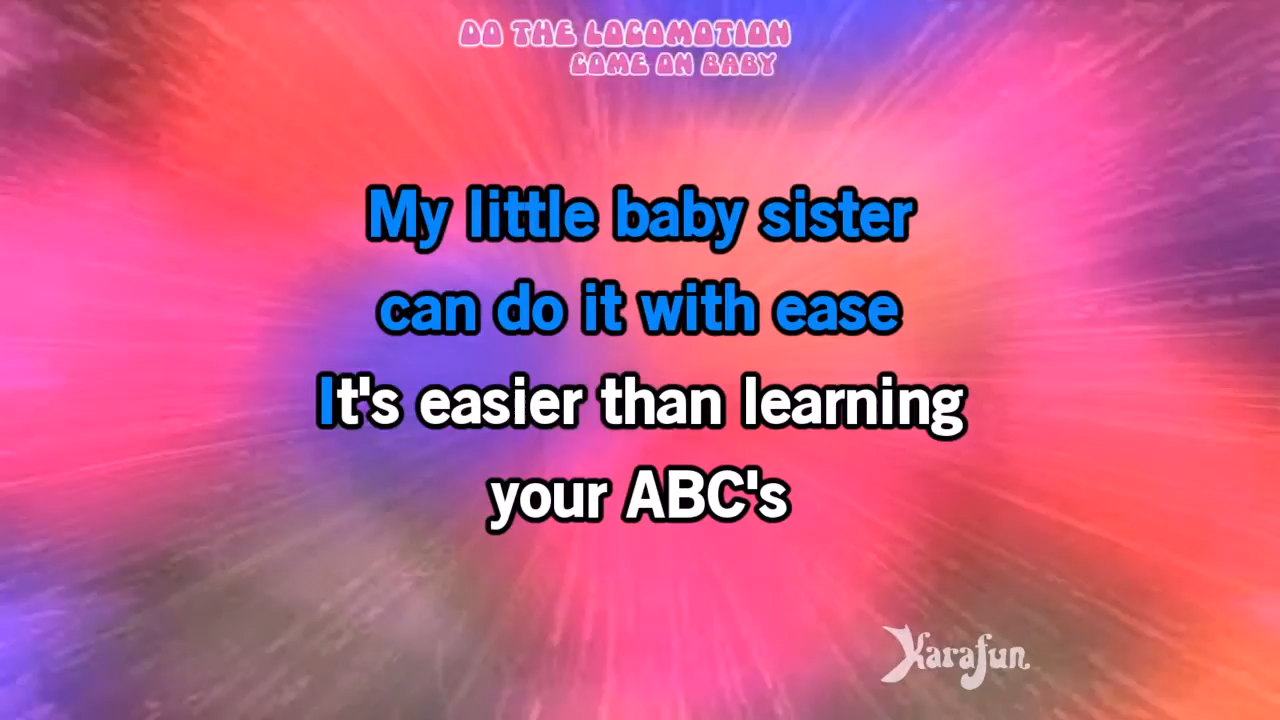 DO THE LOCOMOTION
COME ON BABY
My little baby sister
can do it with ease
It's easier than learning
your ABC's
Karafun